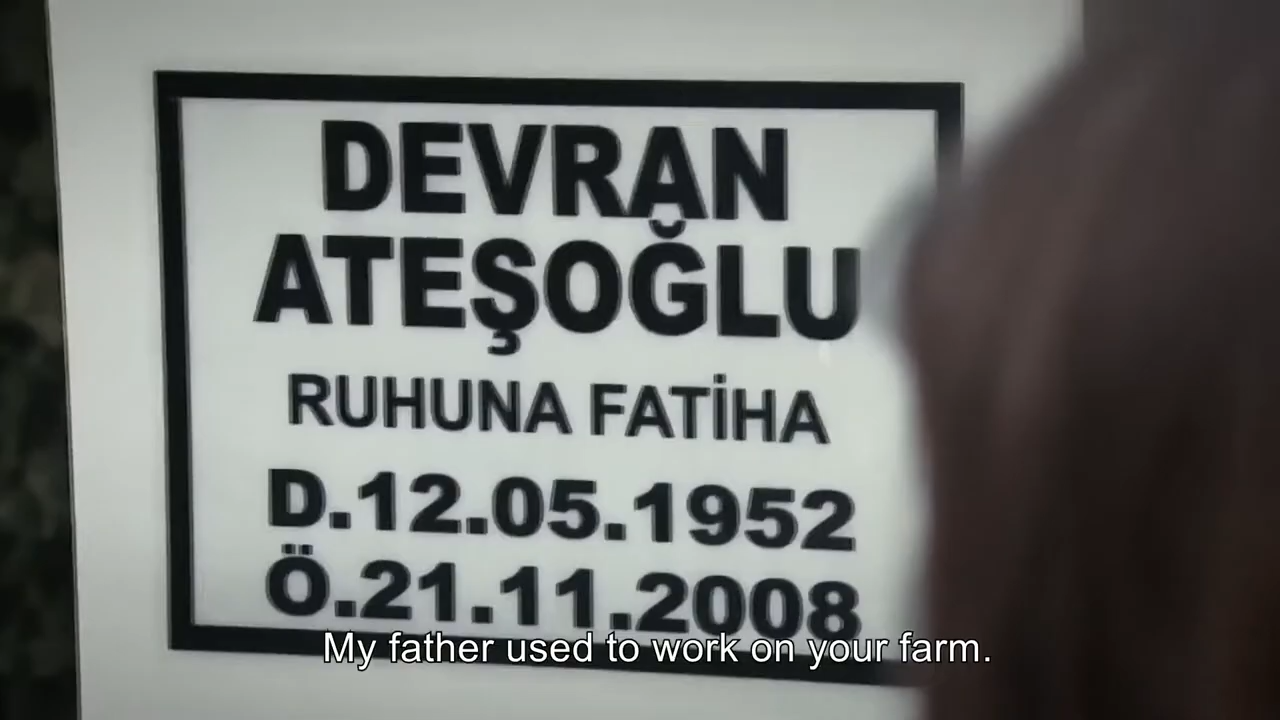 DEVRAN
ATEŞOĞLU
RUHUNA FATİHA
D.12.05.1952
Ö.21.11.2008
My father used to work on your farm.